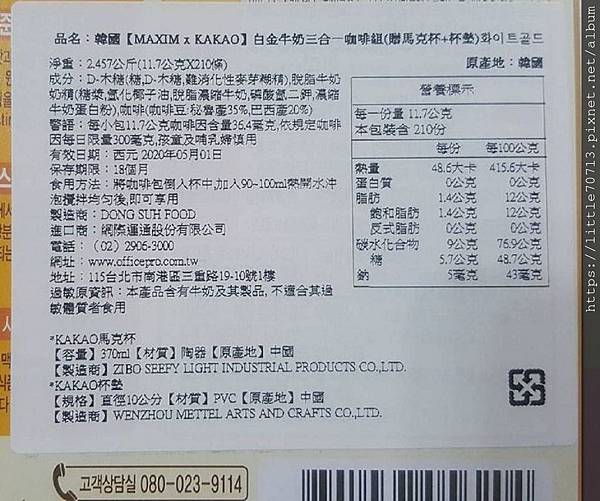 品名：韓國【MAXIM x KAKAO】白金牛奶三合一咖啡組(贈馬克杯+杯墊)화이트골드
淨重：2.457公斤(11.7公克X210條)
原產地：韓國
成分：D-木糖(糖,D-木糖,難消化性麥芽糊精),脫脂牛奶
奶精(糖漿,氫化椰子油,脫脂濃縮牛奶,磷酸氫二鉀,濃縮
牛奶蛋白粉),咖啡(咖啡豆:秘魯產35%,巴西產20%)
警語：每小包11.7公克咖啡因含量36.4毫克,依規定咖啡
因每日限量300毫克,孩童及哺乳,婦慎用
有效日期：西元 2020年05月01日
保存期限：18個月
食用方法：將咖啡包倒入杯中,加入90-100ml熱開水沖
泡攪拌均勻後,即可享用
製造商：DONG SUH FOOD
進口商：網際運通股份有限公司
電話：（02）2906-3000
網址：www.officepro.com.tw
地址：115台北市南港區三重路19-10號1樓
過敏原資訊：本產品含有牛奶及其製品, 不適合其過
敏體質者食用
營養標示
每一份量 11.7公克
本包裝含 210份
每份 每100公克
熱量 48.6大卡 415.6大卡
蛋白質 0公克 0公克
脂肪 1.4公克 12公克
飽和脂肪 1.4公克 12公克
反式脂肪 0公克 0公克
碳水化合物 9公克 76.9公克
糖 5.7公克 48.7公克
鈉 5毫克 43毫克
*KAKAO馬克杯
【容量】370ml【材質】陶器【原產地】中國
【製造商】ZIBO SEEFY LIGHT INDUSTRIAL PRODUCTS CO.,LTD.
*KAKAO杯墊
【規格】直徑10公分【材質】PVC【原產地】中國
【製造商】WENZHOU METTEL ARTS AND CRAFTS CO.,LTD.
고객상담실 080-023-9114
https://little70713.pixnet.net/album